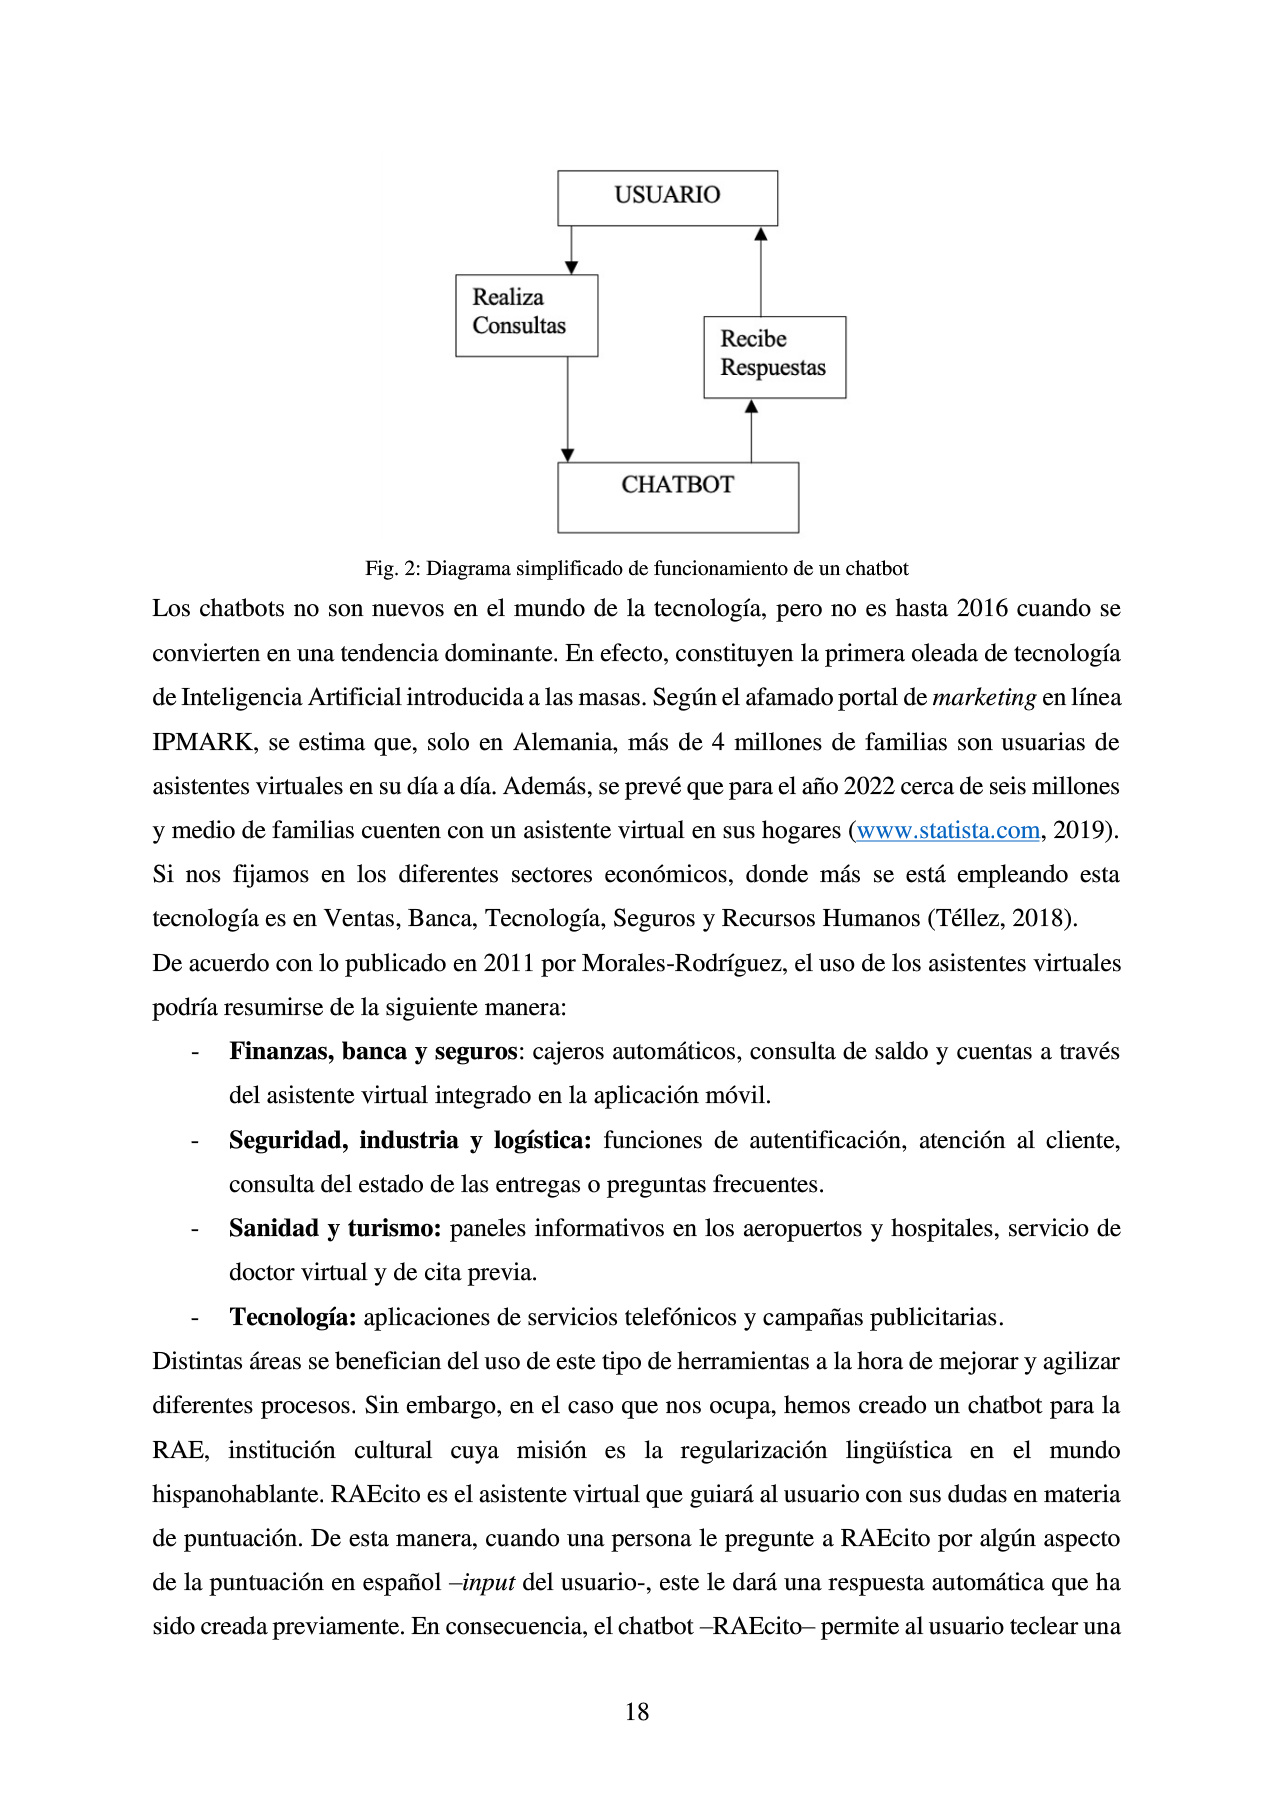 USUARIO
Realiza
Consultas
Recibe
Respuestas
CHATBOT
Fig. 2: Diagrama simplificado de funcionamiento de un chatbot
Los chatbots no son nuevos en el mundo de la tecnología, pero no es hasta 2016 cuando se
convierten en una tendencia dominante. En efecto, constituyen la primera oleada de tecnología
de Inteligencia Artificial introducida a las masas. Según el afamado portal de marketing en línea
IPMARK, se estima que, solo en Alemania, más de 4 millones de familias son usuarias de
asistentes virtuales en su día a día. Además, se prevé que para el año 2022 cerca de seis millones
y medio de familias cuenten con un asistente virtual en sus hogares (www.statista.com, 2019).
Si nos fijamos en los diferentes sectores económicos, donde más se está empleando esta
tecnología es en Ventas, Banca, Tecnología, Seguros y Recursos Humanos (Téllez, 2018).
De acuerdo con lo publicado en 2011 por Morales-Rodríguez, el uso de los asistentes virtuales
podría resumirse de la siguiente manera:
- Finanzas, banca y seguros: cajeros automáticos, consulta de saldo y cuentas a través
del asistente virtual integrado en la aplicación móvil.
- Seguridad, industria y logística: funciones de autentificación, atención al cliente,
consulta del estado de las entregas o preguntas frecuentes.
- Sanidad y turismo: paneles informativos en los aeropuertos y hospitales, servicio de
doctor virtual y de cita previa.
- Tecnología: aplicaciones de servicios telefónicos y campañas publicitarias.
Distintas áreas se benefician del uso de este tipo de herramientas a la hora de mejorar y agilizar
diferentes procesos. Sin embargo, en el caso que nos ocupa, hemos creado un chatbot para la
RAE, institución cultural cuya misión es la regularización lingüística en el mundo
hispanohablante. RAEcito es el asistente virtual que guiará al usuario con sus dudas en materia
de puntuación. De esta manera, cuando una persona le pregunte a RAEcito por algún aspecto
de la puntuación en español –input del usuario-, este le dará una respuesta automática que ha
sido creada previamente. En consecuencia, el chatbot –RAEcito– permite al usuario teclear una
18